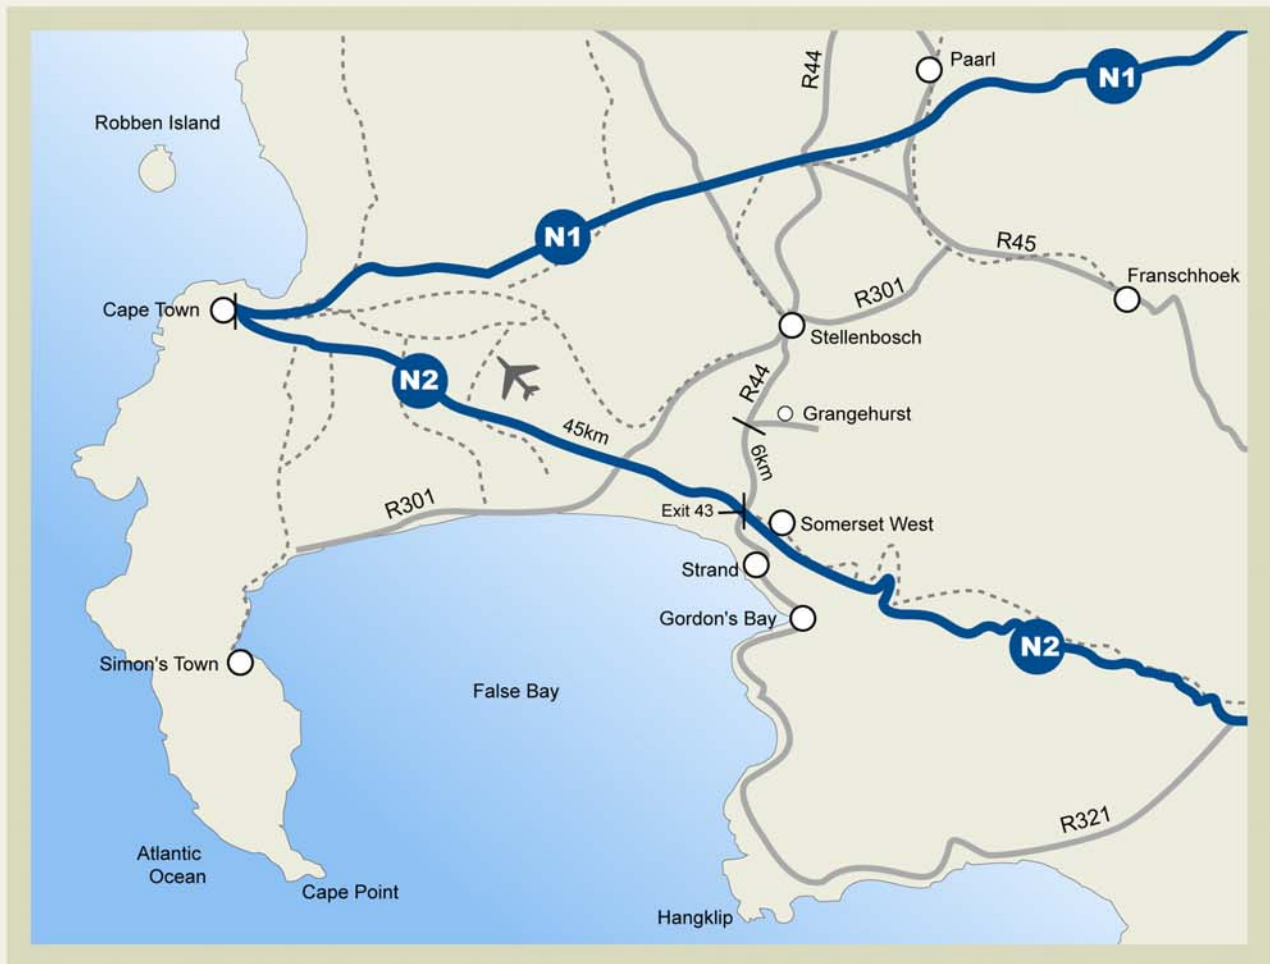 Paarl
R44
N1
Robben Island
N1
R45
Franschhoek
R301
Cape Town
Stellenbosch
N2
R44
Grangehurst
45km
6km
R301
Exit 43
Somerset West
Strand
Gordon's Bay
N2
Simon's Town
False Bay
R321
Atlantic
Ocean
Cape Point
Hangklip